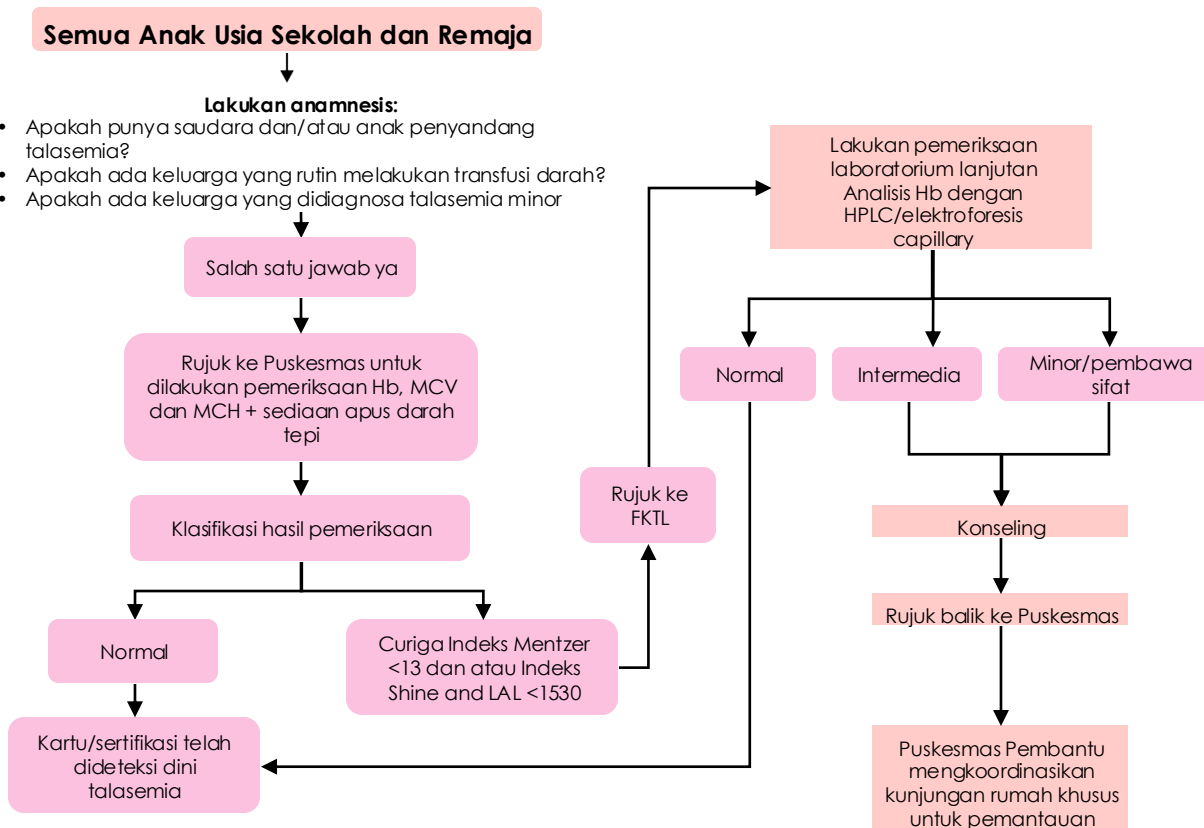 Semua Anak Usia Sekolah dan Remaja
Lakukan anamnesis:
• Apakah punya saudara dan/atau anak penyandang
talasemia?
• Apakah ada keluarga yang rutin melakukan transfusi darah?
• Apakah ada keluarga yang didiagnosa talasemia minor
Salah satu jawab ya
Rujuk ke Puskesmas untuk
dilakukan pemeriksaan Hb, MCV
dan MCH + sediaan apus darah
tepi
Klasifikasi hasil pemeriksaan
Normal
Curiga Indeks Mentzer
<13 dan atau Indeks
Shine and LAL <1530
Kartu/sertifikasi telah
dideteksi dini
talasemia
Rujuk ke
FKTL
Lakukan pemeriksaan
laboratorium lanjutan
Analisis Hb dengan
HPLC/elektroforesis
capillary
Normal
Intermedia
Minor/pembawa
sifat
Konseling
Rujuk balik ke Puskesmas
Puskesmas Pembantu
mengkoordinasikan
kunjungan rumah khusus
untuk pemantauan